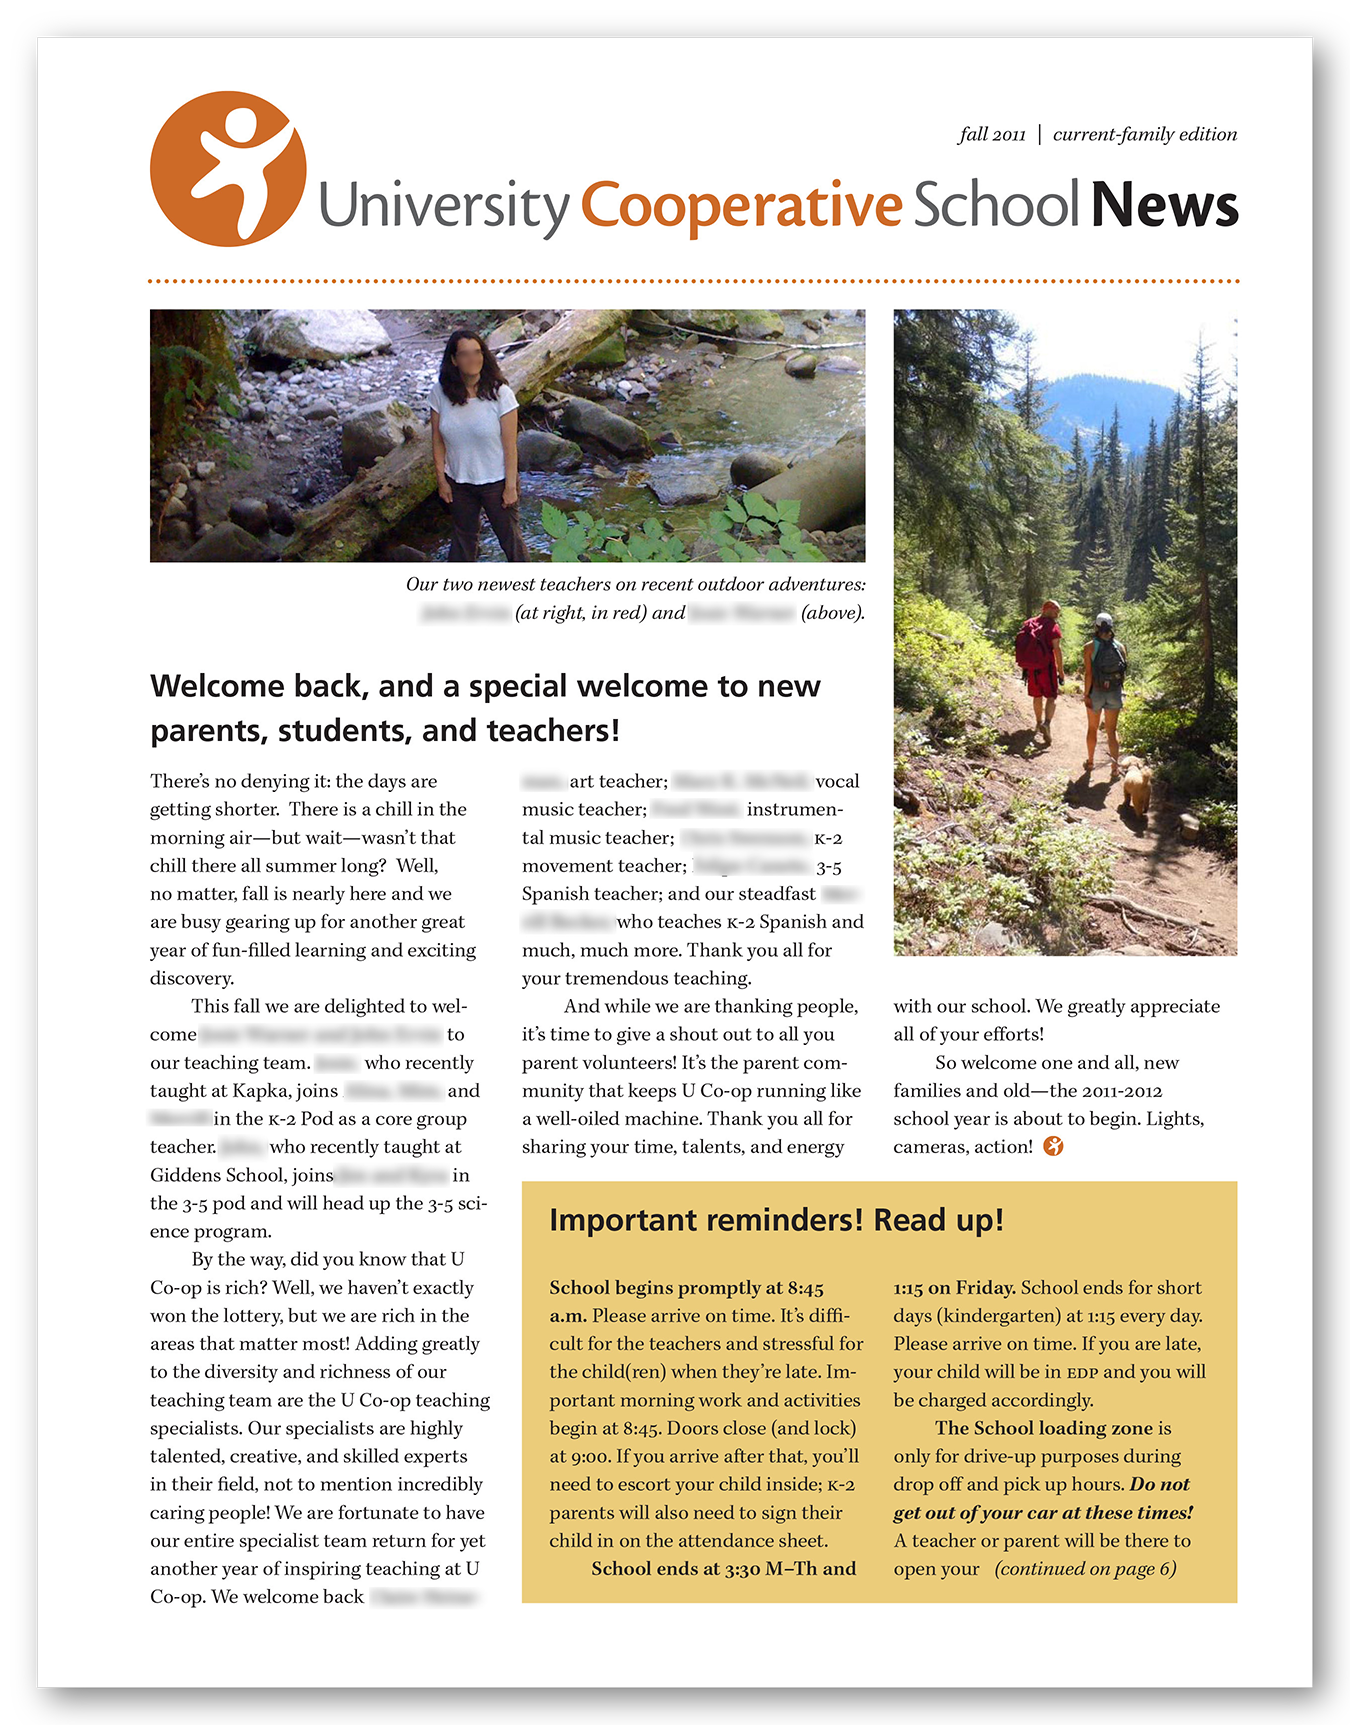 fall 2011 | current-family edition
University Cooperative School News
Our two newest teachers on recent outdoor adventures:
(at right, in red) and (above).
Welcome back, and a special welcome to new
parents, students, and teachers!
There's no denying it: the days are
getting shorter.  There is a chill in the
morning air—but wait—wasn't that
chill there all summer long?  Well,
no matter, fall is nearly here and we
are busy gearing up for another great
year of fun-filled learning and exciting
discovery.
This fall we are delighted to wel-
come to
our teaching team. who recently
taught at Kapka, joins and
in the K-2 Pod as a core group
teacher. who recently taught at
Giddens School, joins in
the 3-5 pod and will head up the 3-5 sci-
ence program.
By the way, did you know that U
Co-op is rich? Well, we haven't exactly
won the lottery, but we are rich in the
areas that matter most! Adding greatly
to the diversity and richness of our
teaching team are the U Co-op teaching
specialists. Our specialists are highly
talented, creative, and skilled experts
in their field, not to mention incredibly
caring people! We are fortunate to have
our entire specialist team return for yet
another year of inspiring teaching at U
Co-op. We welcome back
art teacher; vocal
music teacher; instrumen-
tal music teacher; K-2
movement teacher; 3-5
Spanish teacher; and our steadfast
who teaches K-2 Spanish and
much, much more. Thank you all for
your tremendous teaching.
And while we are thanking people,
it's time to give a shout out to all you
parent volunteers! It's the parent com-
munity that keeps U Co-op running like
a well-oiled machine. Thank you all for
sharing your time, talents, and energy
with our school. We greatly appreciate
all of your efforts!
So welcome one and all, new
families and old—the 2011-2012
school year is about to begin. Lights,
cameras, action!
Important reminders! Read up!
School begins promptly at 8:45
a.m. Please arrive on time. It's diffi-
cult for the teachers and stressful for
the child(ren) when they're late. Im-
portant morning work and activities
begin at 8:45. Doors close (and lock)
at 9:00. If you arrive after that, you'll
need to escort your child inside; K-2
parents will also need to sign their
child in on the attendance sheet.
School ends at 3:30 M–Th and
1:15 on Friday. School ends for short
days (kindergarten) at 1:15 every day.
Please arrive on time. If you are late,
your child will be in EDP and you will
be charged accordingly.
The School loading zone is
only for drive-up purposes during
drop off and pick up hours. Do not
get out of your car at these times!
A teacher or parent will be there to
open your (continued on page 6)